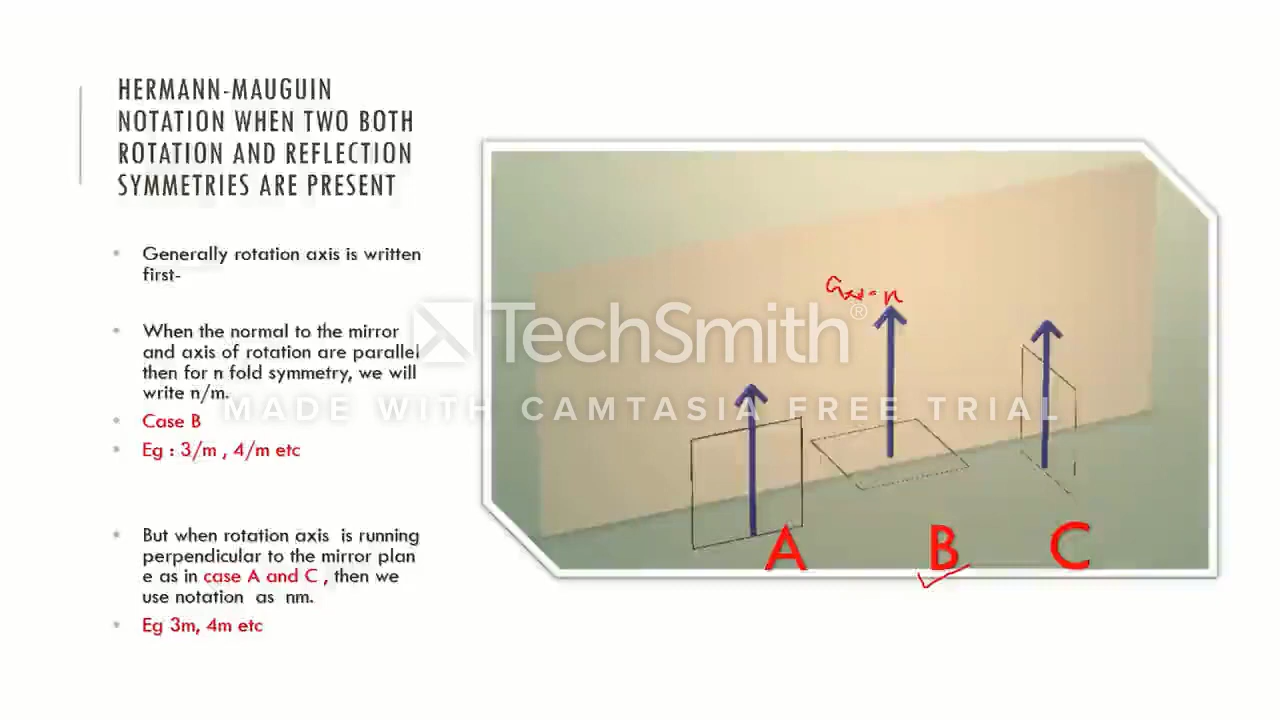 HERMANN-MAUGUIN
NOTATION WHEN TWO BOTH
ROTATION AND REFLECTION
SYMMETRIES ARE PRESENT
• Generally rotation axis is written
first-
• When the normal to the mirror
and axis of rotation are parallel
then for n fold symmetry, we will
write n/m.
• Case B
• Eg : 3/m , 4/m etc
• But when rotation axis is running
perpendicular to the mirror plan
e as in case A and C , then we
use notation as nm.
• Eg 3m, 4m etc
TechSmith®
MADE WITH CAMTASIA FREE TRIAL
n
A
B
C